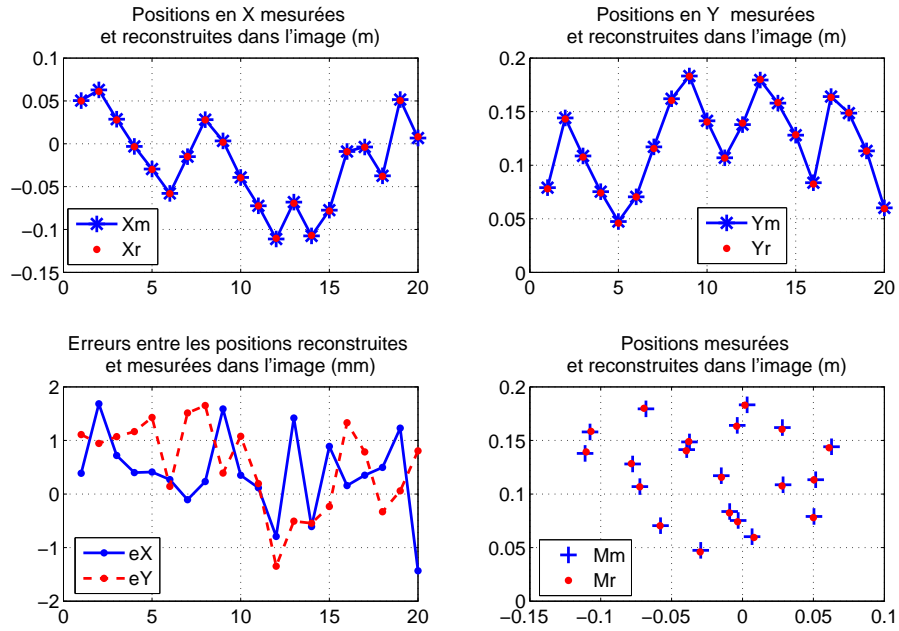 Positions en X mesurées
et reconstruites dans l'image (m)
0.1
0.05
0
−0.05
−0.1
−0.15
Xm
Xr
0 5 10 15 20
Positions en Y mesurées
et reconstruites dans l'image (m)
0.2
0.15
0.1
0.05
0
Ym
Yr
0 5 10 15 20
Erreurs entre les positions reconstruites
et mesurées dans l'image (mm)
2
1
0
−1
−2
eX
eY
0 5 10 15 20
Positions mesurées
et reconstruites dans l'image (m)
0.2
0.15
0.1
0.05
0
Mm
Mr
−0.15 −0.1 −0.05 0 0.05 0.1